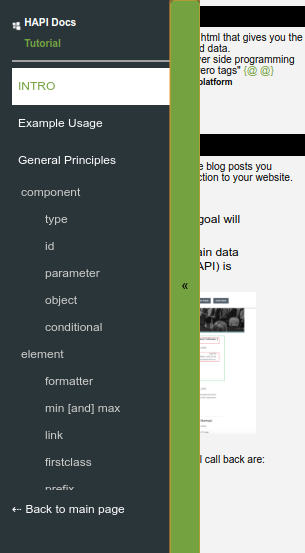 HAPI Docs
Tutorial
INTRO
Example Usage
General Principles
component
type
id
parameter
object
conditional
element
formatter
min [and] max
link
firstclass
prefix
⇠ Back to main page
«
html that gives you the
d data.
ver side programming
ero tags" {@ @}
platform
e blog posts you
ction to your website.
goal will
ain data
API) is
l call back are: